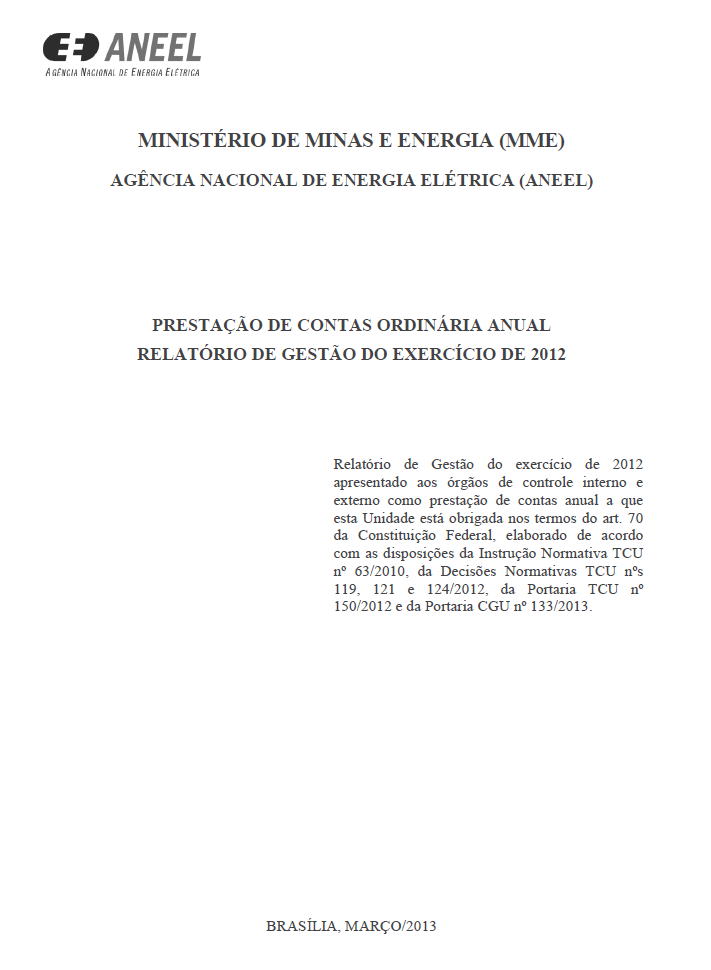 ANEEL
AGÊNCIA NACIONAL DE ENERGIA ELÉTRICA
MINISTÉRIO DE MINAS E ENERGIA (MME)
AGÊNCIA NACIONAL DE ENERGIA ELÉTRICA (ANEEL)
PRESTAÇÃO DE CONTAS ORDINÁRIA ANUAL
RELATÓRIO DE GESTÃO DO EXERCÍCIO DE 2012
Relatório de Gestão do exercício de 2012
apresentado aos órgãos de controle interno e
externo como prestação de contas anual a que
esta Unidade está obrigada nos termos do art. 70
da Constituição Federal, elaborado de acordo
com as disposições da Instrução Normativa TCU
nº 63/2010, da Decisões Normativas TCU nºs
119, 121 e 124/2012, da Portaria TCU nº
150/2012 e da Portaria CGU nº 133/2013.
BRASÍLIA, MARÇO/2013